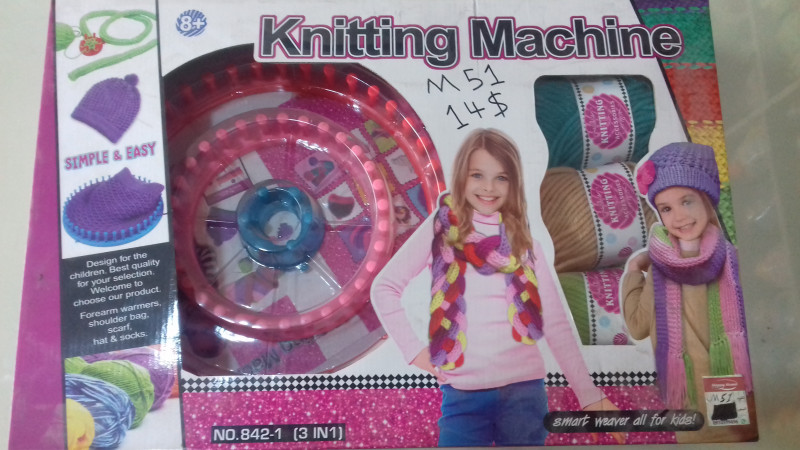 8+
Knitting Machine
M 51
14$
SIMPLE & EASY
Design for the
children. Best quality
for your selection.
Welcome to
choose our product.
Forearm warmers,
shoulder bag,
scarf,
hat & socks.
KNITTING
KNITTING
KNITTING
NO.842-1 (3 IN1)
smart weaver all for kids!
M51